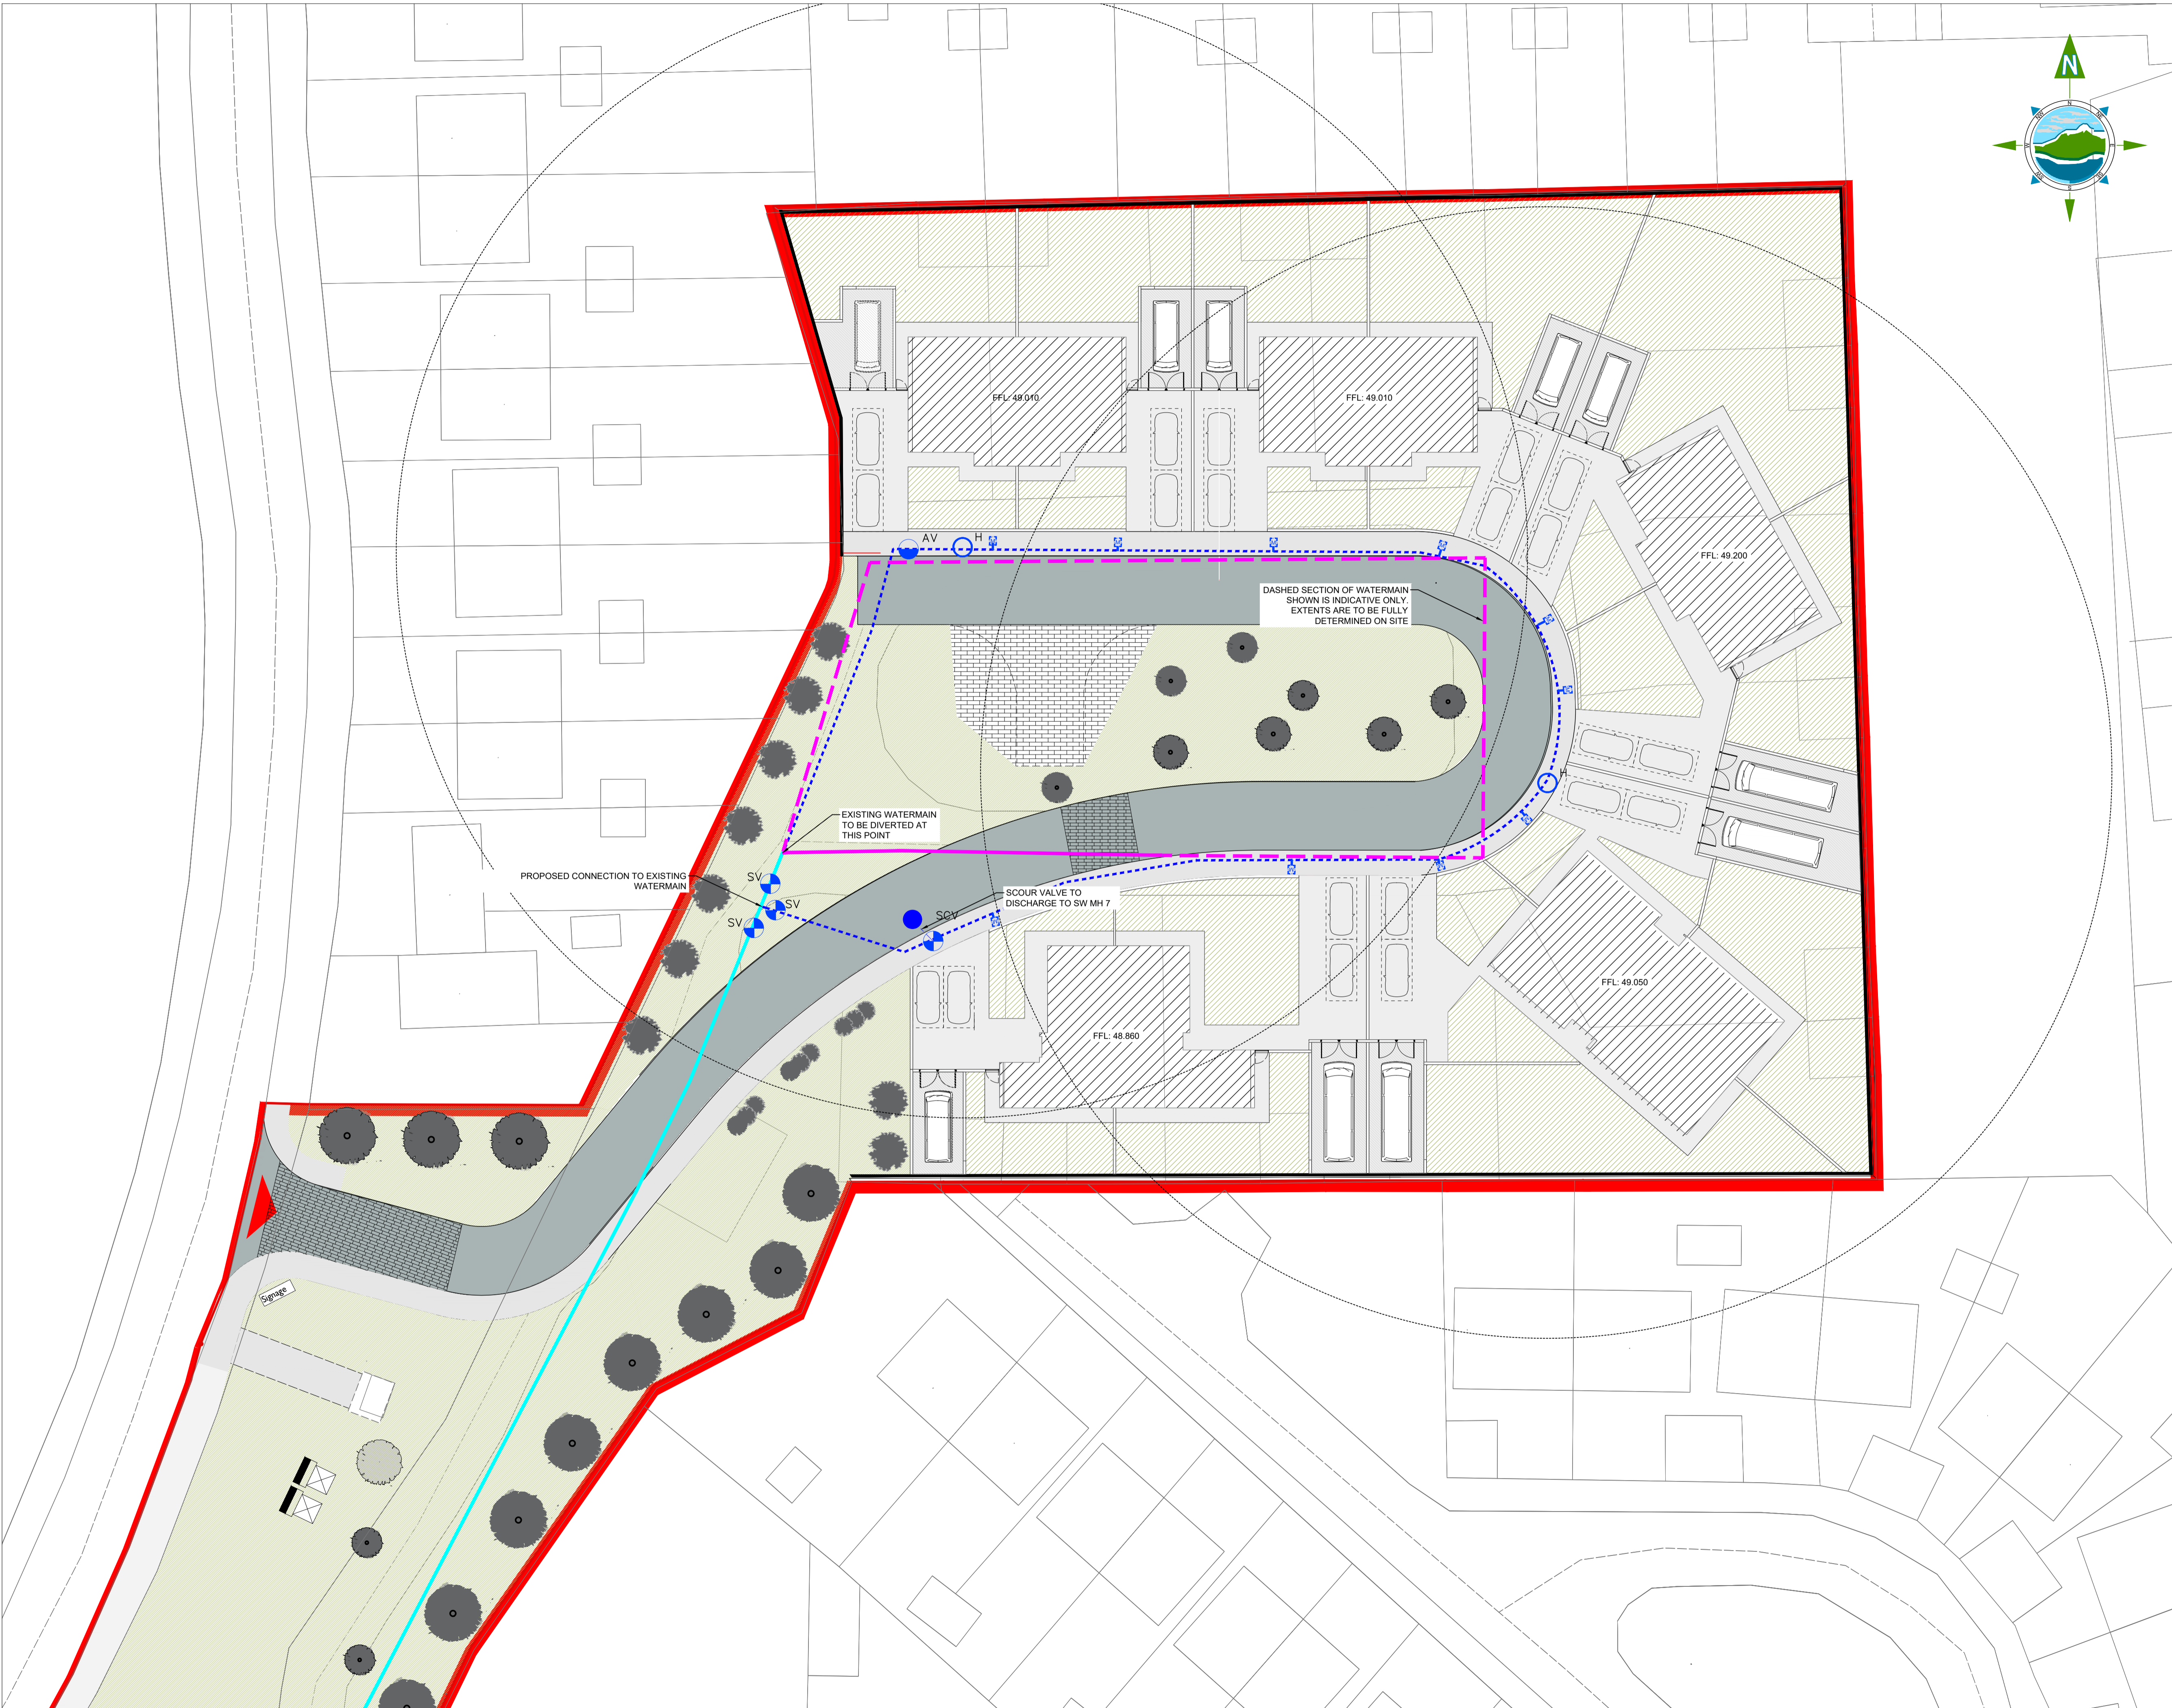 N
N
NW
NE
W
E
S
FFL: 49.010
FFL: 49.010
FFL: 49.200
AV
H
DASHED SECTION OF WATERMAIN
SHOWN IS INDICATIVE ONLY.
EXTENTS ARE TO BE FULLY
DETERMINED ON SITE
H
EXISTING WATERMAIN
TO BE DIVERTED AT
THIS POINT
PROPOSED CONNECTION TO EXISTING
WATERMAIN
SV
SV
SV
SCOUR VALVE TO
DISCHARGE TO SW MH 7
SCV
FFL: 49.050
FFL: 48.860
Signage